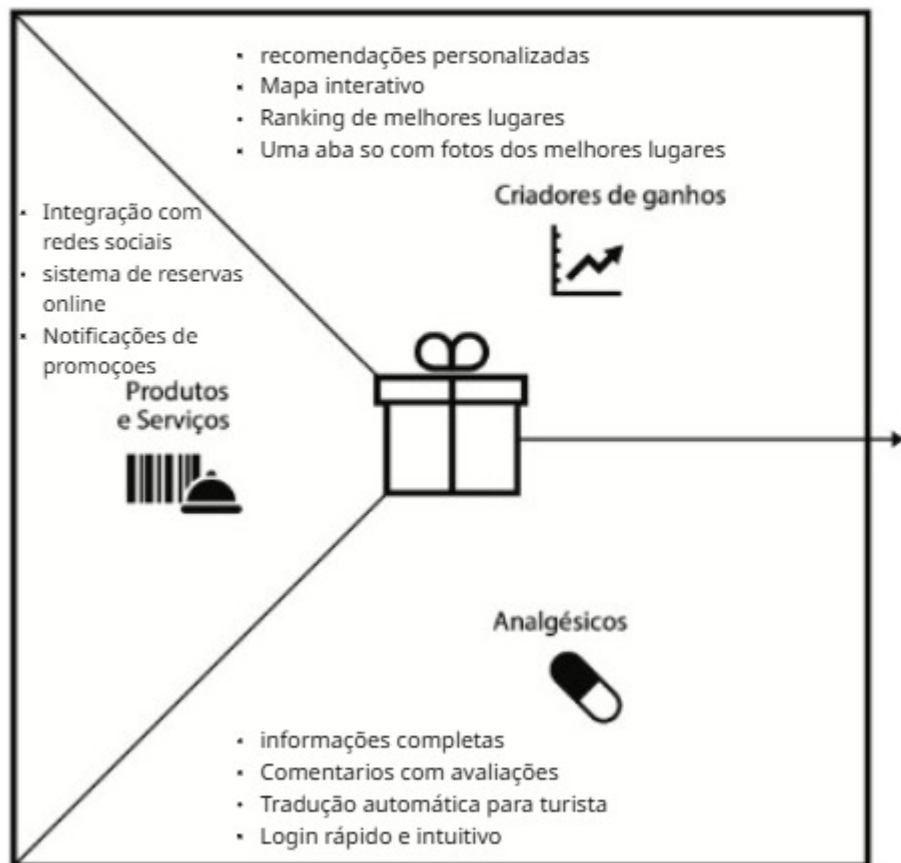 • recomendações personalizadas
• Mapa interativo
• Ranking de melhores lugares
• Uma aba so com fotos dos melhores lugares
Criadores de ganhos
• Integração com
redes sociais
• sistema de reservas
online
• Notificações de
promoçoes
Produtos
e Serviços
Analgésicos
• informações completas
• Comentarios com avaliações
• Tradução automática para turista
• Login rápido e intuitivo